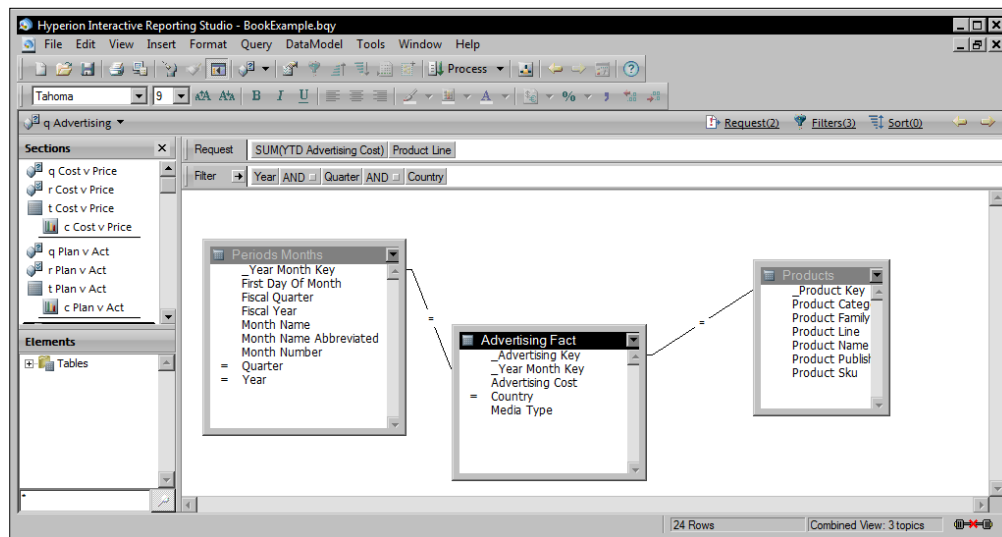 Hyperion Interactive Reporting Studio - BookExample.bqy
File Edit View Insert Format Query DataModel Tools Window Help
Process
Tahoma 9 B I U
q Advertising Request(2) Filters(3) Sort(0)
Sections
q Cost v Price
r Cost v Price
t Cost v Price
c Cost v Price
q Plan v Act
r Plan v Act
t Plan v Act
c Plan v Act
Elements
Tables
Request SUM(YTD Advertising Cost) Product Line
Filter Year AND Quarter AND Country
Periods Months
_Year Month Key
First Day Of Month
Fiscal Quarter
Fiscal Year
Month Name
Month Name Abbreviated
Month Number
= Quarter
= Year
=
Advertising Fact
_Advertising Key
_Year Month Key
Advertising Cost
= Country
Media Type
=
Products
_Product Key
Product Categ
Product Family
Product Line
Product Name
Product Publish
Product Sku
24 Rows Combined View: 3 topics